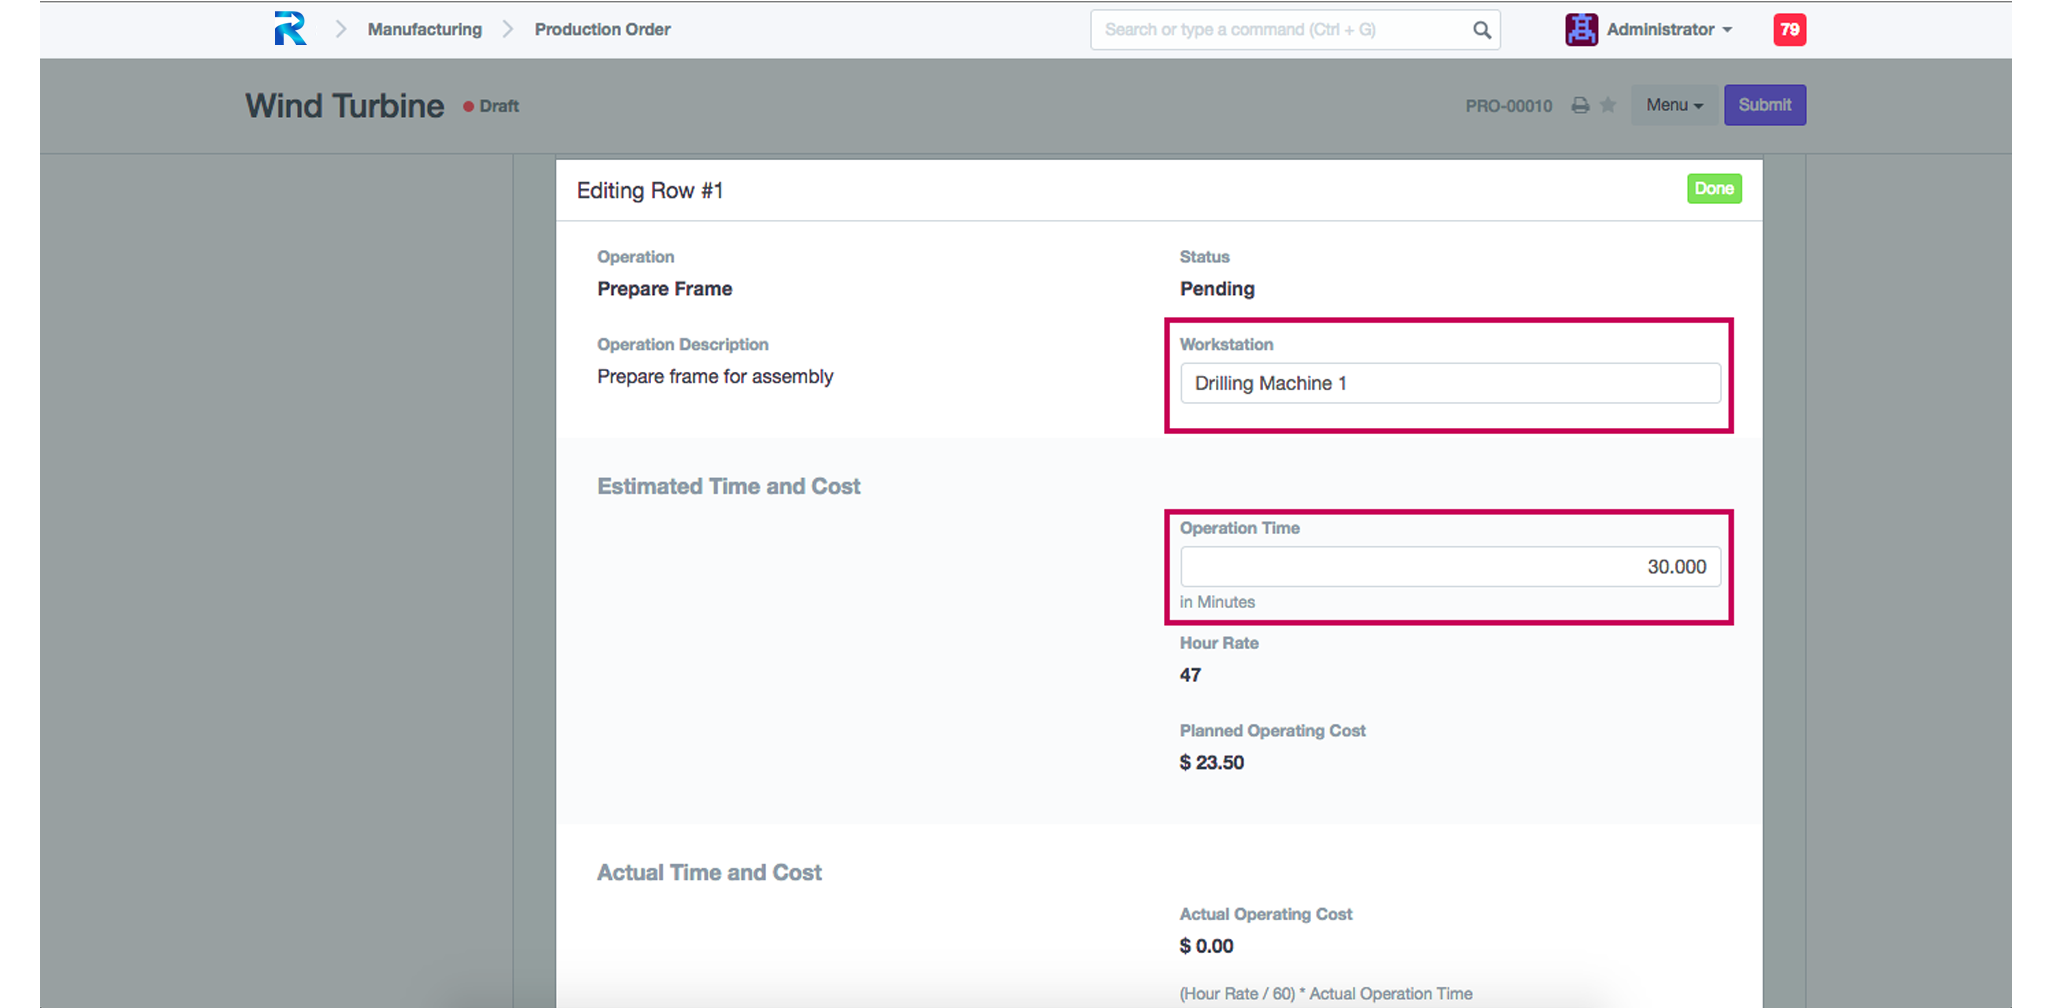 Manufacturing
Production Order
Search or type a command (Ctrl + G)
Administrator
79
Wind Turbine
Draft
PRO-00010
Menu
Submit
Editing Row #1
Done
Operation
Prepare Frame
Status
Pending
Operation Description
Prepare frame for assembly
Workstation
Drilling Machine 1
Estimated Time and Cost
Operation Time
30.000
in Minutes
Hour Rate
47
Planned Operating Cost
$ 23.50
Actual Time and Cost
Actual Operating Cost
$ 0.00
(Hour Rate / 60) * Actual Operation Time